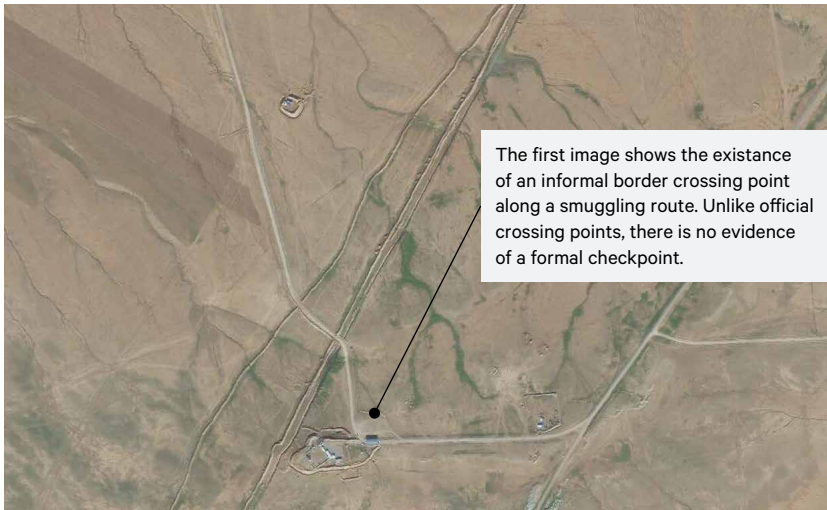 The first image shows the existance
of an informal border crossing point
along a smuggling route. Unlike official
crossing points, there is no evidence
of a formal checkpoint.